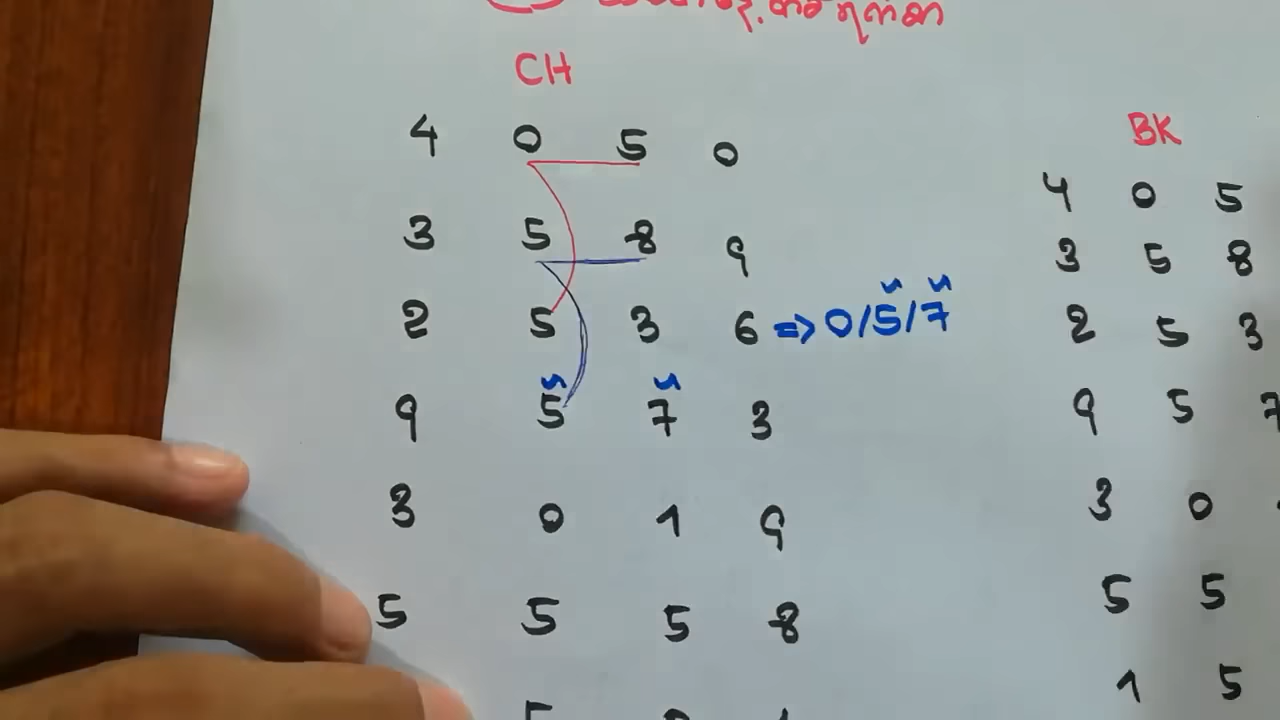 CH
4 0 5 0
3 5 8 9
2 5 3 6 => 0/5/7
9 5 7 3
3 0 1 9
5 5 5 8
BK
4 0 5
3 5 8
2 5 3
9 5 7
3 0
5 5
1 5